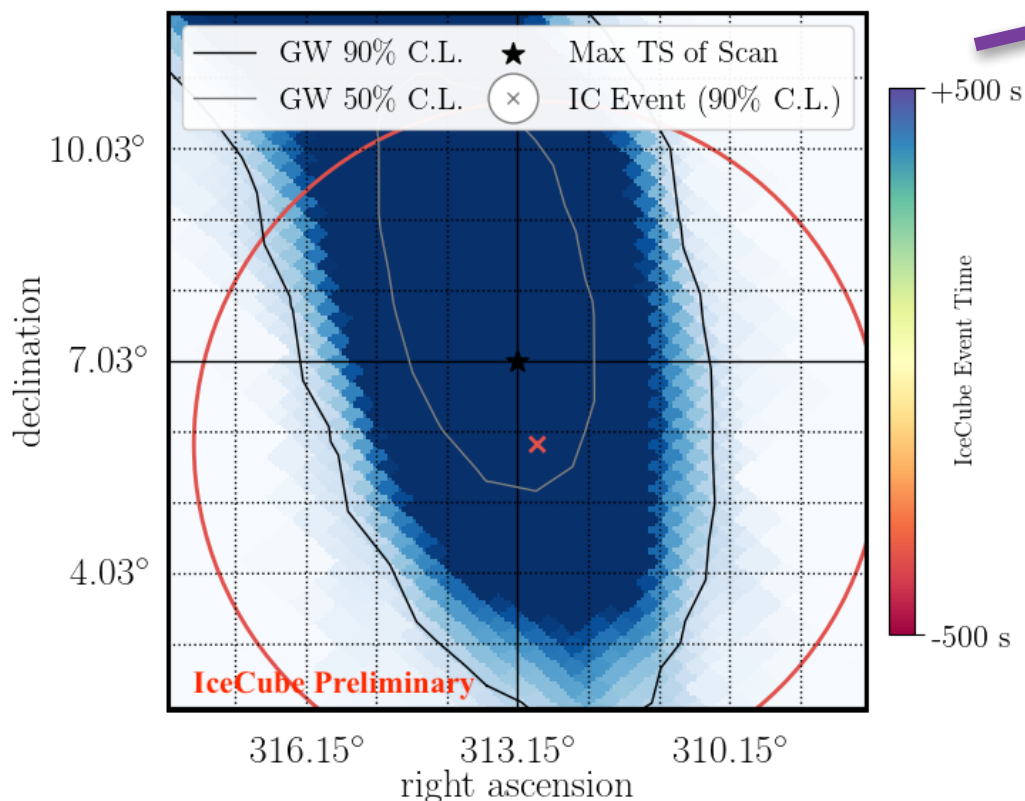 GW 90% C.L.
GW 50% C.L.
Max TS of Scan
IC Event (90% C.L.)
10.03°
7.03°
4.03°
declination
IceCube Preliminary
316.15°
313.15°
310.15°
right ascension
+500 s
IceCube Event Time
-500 s